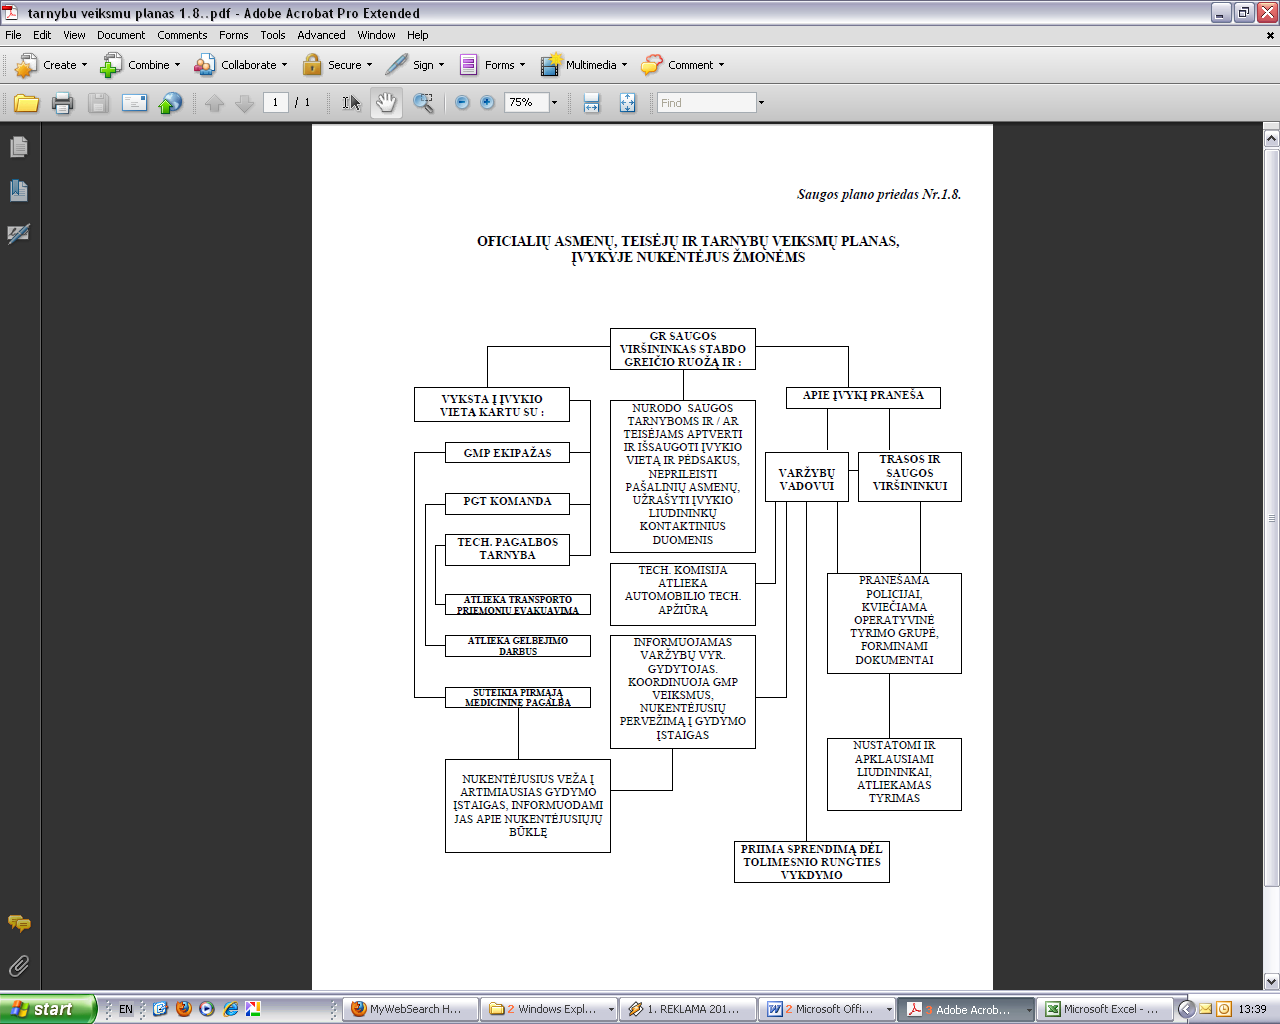 tarnybu veiksmu planas 1.8..pdf - Adobe Acrobat Pro Extended
File Edit View Document Comments Forms Tools Advanced Window Help
Create Combine Collaborate Secure Sign Forms Multimedia Comment
1 / 1 75% Find
Saugos plano priedas Nr.1.8.
OFICIALIŲ ASMENŲ, TEISĖJŲ IR TARNYBŲ VEIKSMŲ PLANAS,
ĮVYKYJE NUKENTĖJUS ŽMONĖMS
GR SAUGOS
VIRŠININKAS STABDO
GREIČIO RUOŽĄ IR :
VYKSTA Į ĮVYKIO
VIETA KARTU SU :
GMP EKIPAŽAS
PGT KOMANDA
TECH. PAGALBOS
TARNYBA
ATLIEKA TRANSPORTO
PRIEMONIU EVAKUAVIMA
ATLIEKA GELBEJIMO
DARBUS
SUTEIKIA PIRMĄJĄ
MEDICININE PAGALBA
NUKENTĖJUSIUS VEŽA Į
ARTIMIAUSIAS GYDYMO
ĮSTAIGAS, INFORMUODAMI
JAS APIE NUKENTĖJUSIŲJŲ
BŪKLĘ
NURODO SAUGOS
TARNYBOMS IR / AR
TEISĖJAMS APTVERTI
IR IŠSAUGOTI ĮVYKIO
VIETĄ IR PĖDSAKUS,
NEPRILEISTI
PAŠALINIŲ ASMENŲ,
UŽRAŠYTI ĮVYKIO
LIUDININKŲ
KONTAKTINIUS
DUOMENIS
TECH. KOMISIJA
ATLIEKA
AUTOMOBILIO TECH.
APŽIŪRĄ
INFORMUOJAMAS
VARŽYBŲ VYR.
GYDYTOJAS.
KOORDINUOJA GMP
VEIKSMUS,
NUKENTĖJUSIŲ
PERVEŽIMĄ Į GYDYMO
ĮSTAIGAS
APIE ĮVYKĮ PRANEŠA
VARŽYBŲ
VADOVUI
TRASOS IR
SAUGOS
VIRŠININKUI
PRANEŠAMA
POLICIJAI,
KVIEČIAMA
OPERATYVINĖ
TYRIMO GRUPĖ,
FORMINAMI
DOKUMENTAI
NUSTATOMI IR
APKLAUSIAMI
LIUDININKAI,
ATLIEKAMAS
TYRIMAS
PRIIMA SPRENDIMĄ DĖL
TOLIMESNIO RUNGTIES
VYKDYMO
start EN MyWebSearch H... 2 Windows Expl... 1. REKLAMA 201... 2 Microsoft Offi... 3 Adobe Acrob... Microsoft Excel - ... 13:39